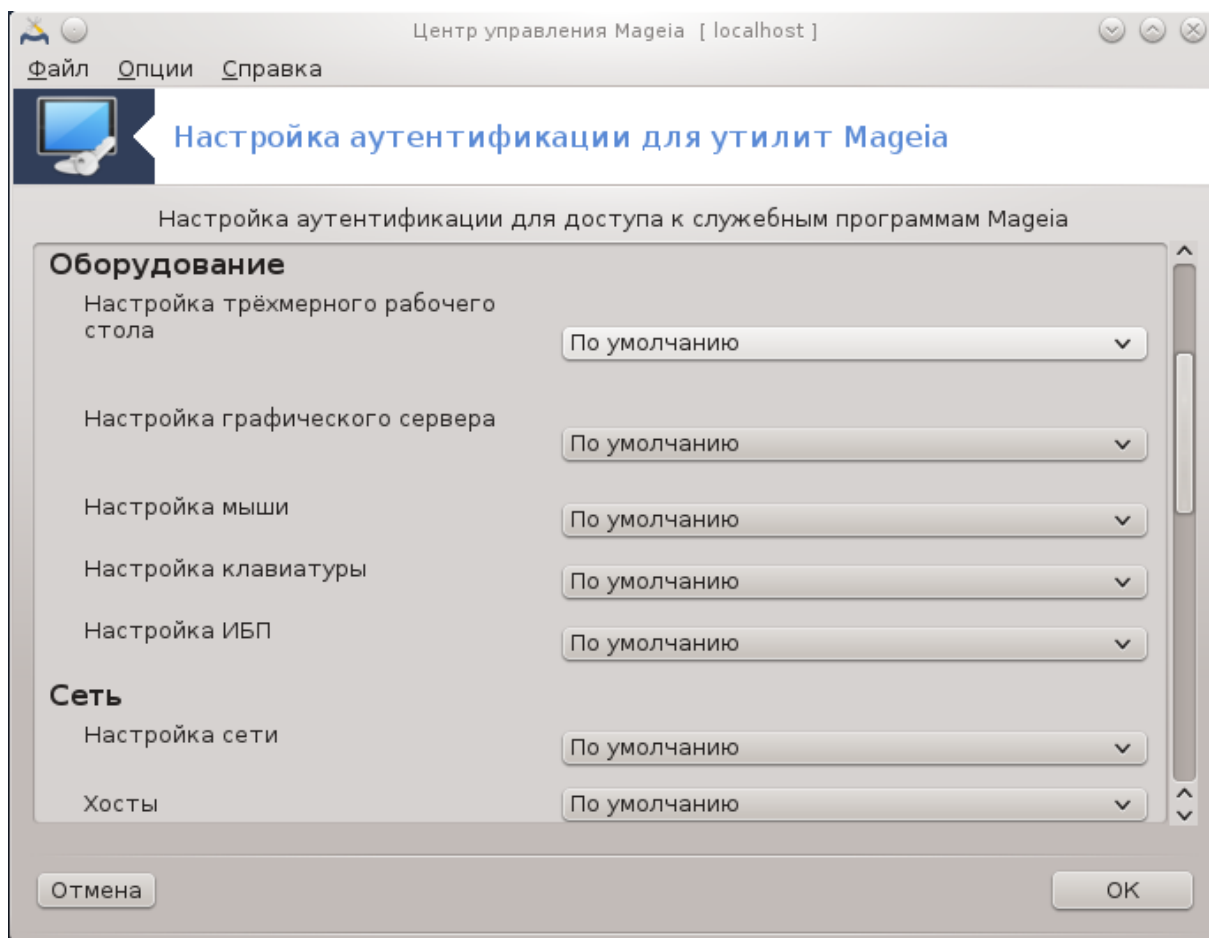 Центр управления Mageia [ localhost ]
Файл Опции Справка
Настройка аутентификации для утилит Mageia
Настройка аутентификации для доступа к служебным программам Mageia
Оборудование
Настройка трёхмерного рабочего
стола
По умолчанию
Настройка графического сервера
По умолчанию
Настройка мыши
По умолчанию
Настройка клавиатуры
По умолчанию
Настройка ИБП
По умолчанию
Сеть
Настройка сети
По умолчанию
Хосты
По умолчанию
Отмена
OK